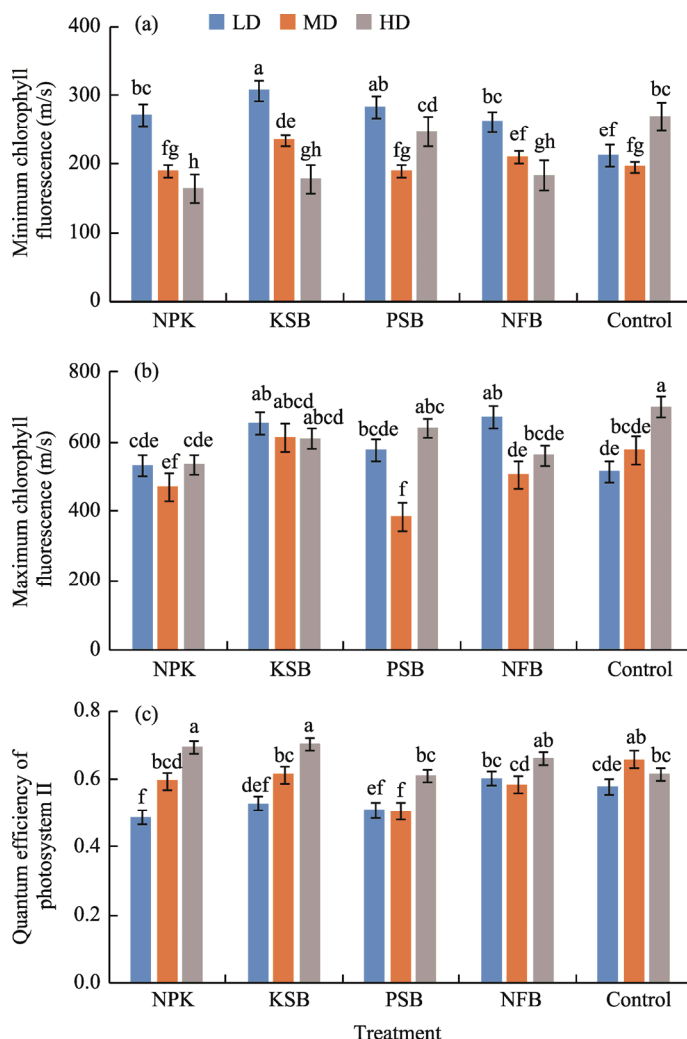 (a) LD MD HD
Minimum chlorophyll
fluorescence (m/s)
400
300
200
100
0
bc fg h a de gh ab fg cd bc ef gh ef fg bc
NPK KSB PSB NFB Control
(b)
Maximum chlorophyll
fluorescence (m/s)
800
600
400
200
0
cde ef cde ab abcd abcd bcde f abc ab de bcde de bcde a
NPK KSB PSB NFB Control
(c)
Quantum efficiency of
photosystem II
0.8
0.6
0.4
0.2
0.0
f bcd a def bc a ef f bc bc cd ab cde ab bc
NPK KSB PSB NFB Control
Treatment